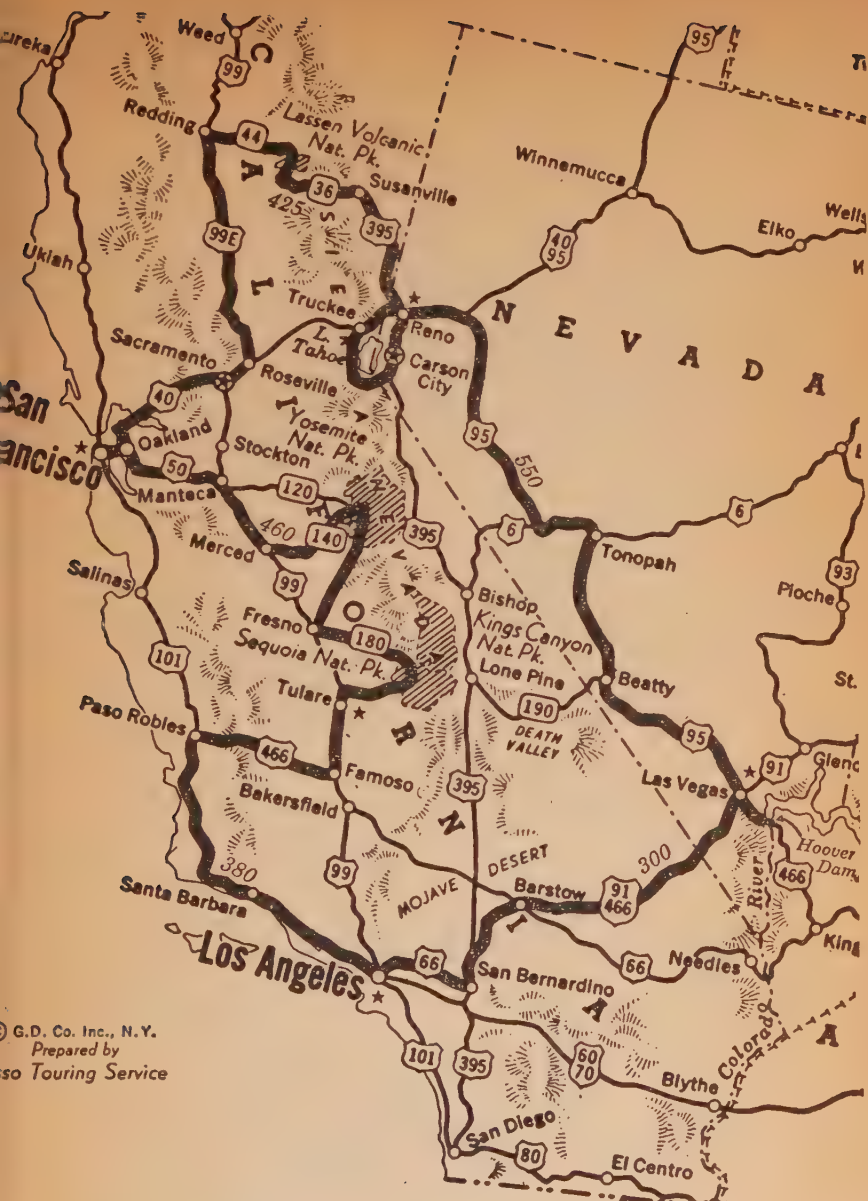 Weed
95
99
C
Redding
44
Lassen Volcanic
Nat. Pk.
Winnemucca
A
36
Susanville
425
99E
395
40
95
Elko
Ukiah
L
Truckee
Reno
N E V A D A
L.
Tahoe
Sacramento
Carson
City
Roseville
40
San
Yosemite
Nat. Pk.
95
Oakland
Stockton
50
550
120
Manteca
6
6
460
140
395
Tonopah
Merced
93
Salinas
99
Bishop
Pioche
Fresno
180
Kings Canyon
Nat. Pk.
Sequoia Nat. Pk.
101
Lone Pine
Beatty
St.
Tulare
190
Paso Robles
R
DEATH
VALLEY
95
466
91
Famoso
395
Las Vegas
Bakersfield
N
Hoover
Dam
99
MOJAVE DESERT
300
466
380
Barstow
91
466
River
Santa Barbara
I
Los Angeles
66
66
Needles
San Bernardino
A
A
© G.D. Co. Inc., N.Y.
Prepared by
Touring Service
101
395
60
70
Colorado
Blythe
San Diego
80
El Centro